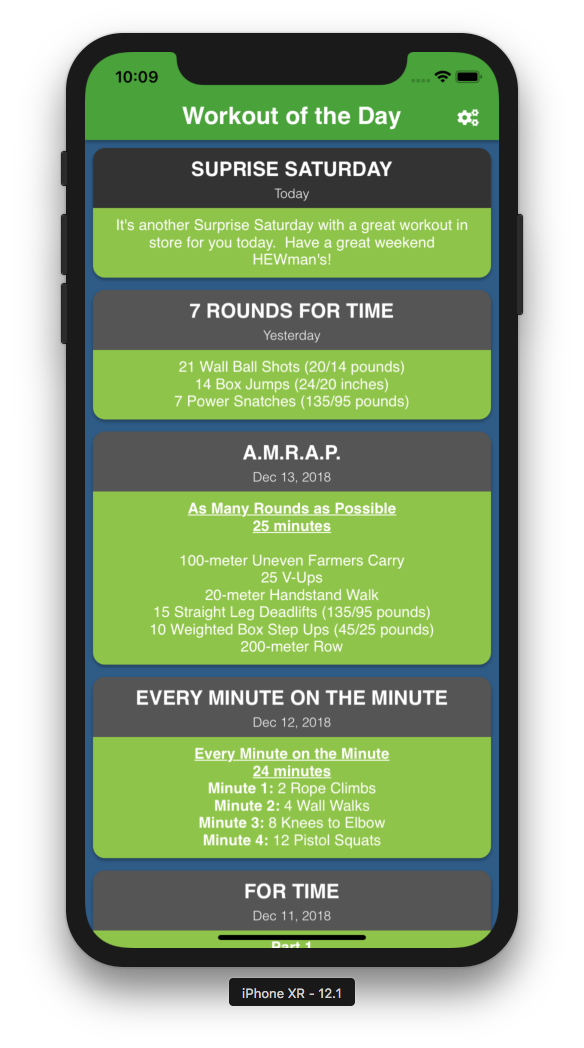 10:09
Workout of the Day
SUPRISE SATURDAY
Today
It's another Surprise Saturday with a great workout in
store for you today.  Have a great weekend
HEWman's!
7 ROUNDS FOR TIME
Yesterday
21 Wall Ball Shots (20/14 pounds)
14 Box Jumps (24/20 inches)
7 Power Snatches (135/95 pounds)
A.M.R.A.P.
Dec 13, 2018
As Many Rounds as Possible
25 minutes
100-meter Uneven Farmers Carry
25 V-Ups
20-meter Handstand Walk
15 Straight Leg Deadlifts (135/95 pounds)
10 Weighted Box Step Ups (45/25 pounds)
200-meter Row
EVERY MINUTE ON THE MINUTE
Dec 12, 2018
Every Minute on the Minute
24 minutes
Minute 1: 2 Rope Climbs
Minute 2: 4 Wall Walks
Minute 3: 8 Knees to Elbow
Minute 4: 12 Pistol Squats
FOR TIME
Dec 11, 2018
Part 1
iPhone XR - 12.1